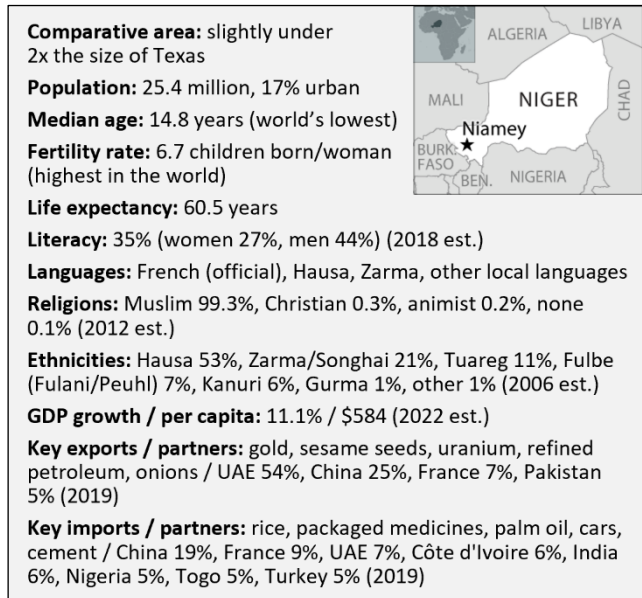 Comparative area: slightly under
2x the size of Texas
Population: 25.4 million, 17% urban
Median age: 14.8 years (world's lowest)
Fertility rate: 6.7 children born/woman
(highest in the world)
Life expectancy: 60.5 years
Literacy: 35% (women 27%, men 44%) (2018 est.)
Languages: French (official), Hausa, Zarma, other local languages
Religions: Muslim 99.3%, Christian 0.3%, animist 0.2%, none
0.1% (2012 est.)
Ethnicities: Hausa 53%, Zarma/Songhai 21%, Tuareg 11%, Fulbe
(Fulani/Peuhl) 7%, Kanuri 6%, Gurma 1%, other 1% (2006 est.)
GDP growth / per capita: 11.1% / $584 (2022 est.)
Key exports / partners: gold, sesame seeds, uranium, refined
petroleum, onions / UAE 54%, China 25%, France 7%, Pakistan
5% (2019)
Key imports / partners: rice, packaged medicines, palm oil, cars,
cement / China 19%, France 9%, UAE 7%, Côte d'Ivoire 6%, India
6%, Nigeria 5%, Togo 5%, Turkey 5% (2019)
ALGERIA
LIBYA
MALI
NIGER
CHAD
Niamey
BURK.
FASO
BEN.
NIGERIA